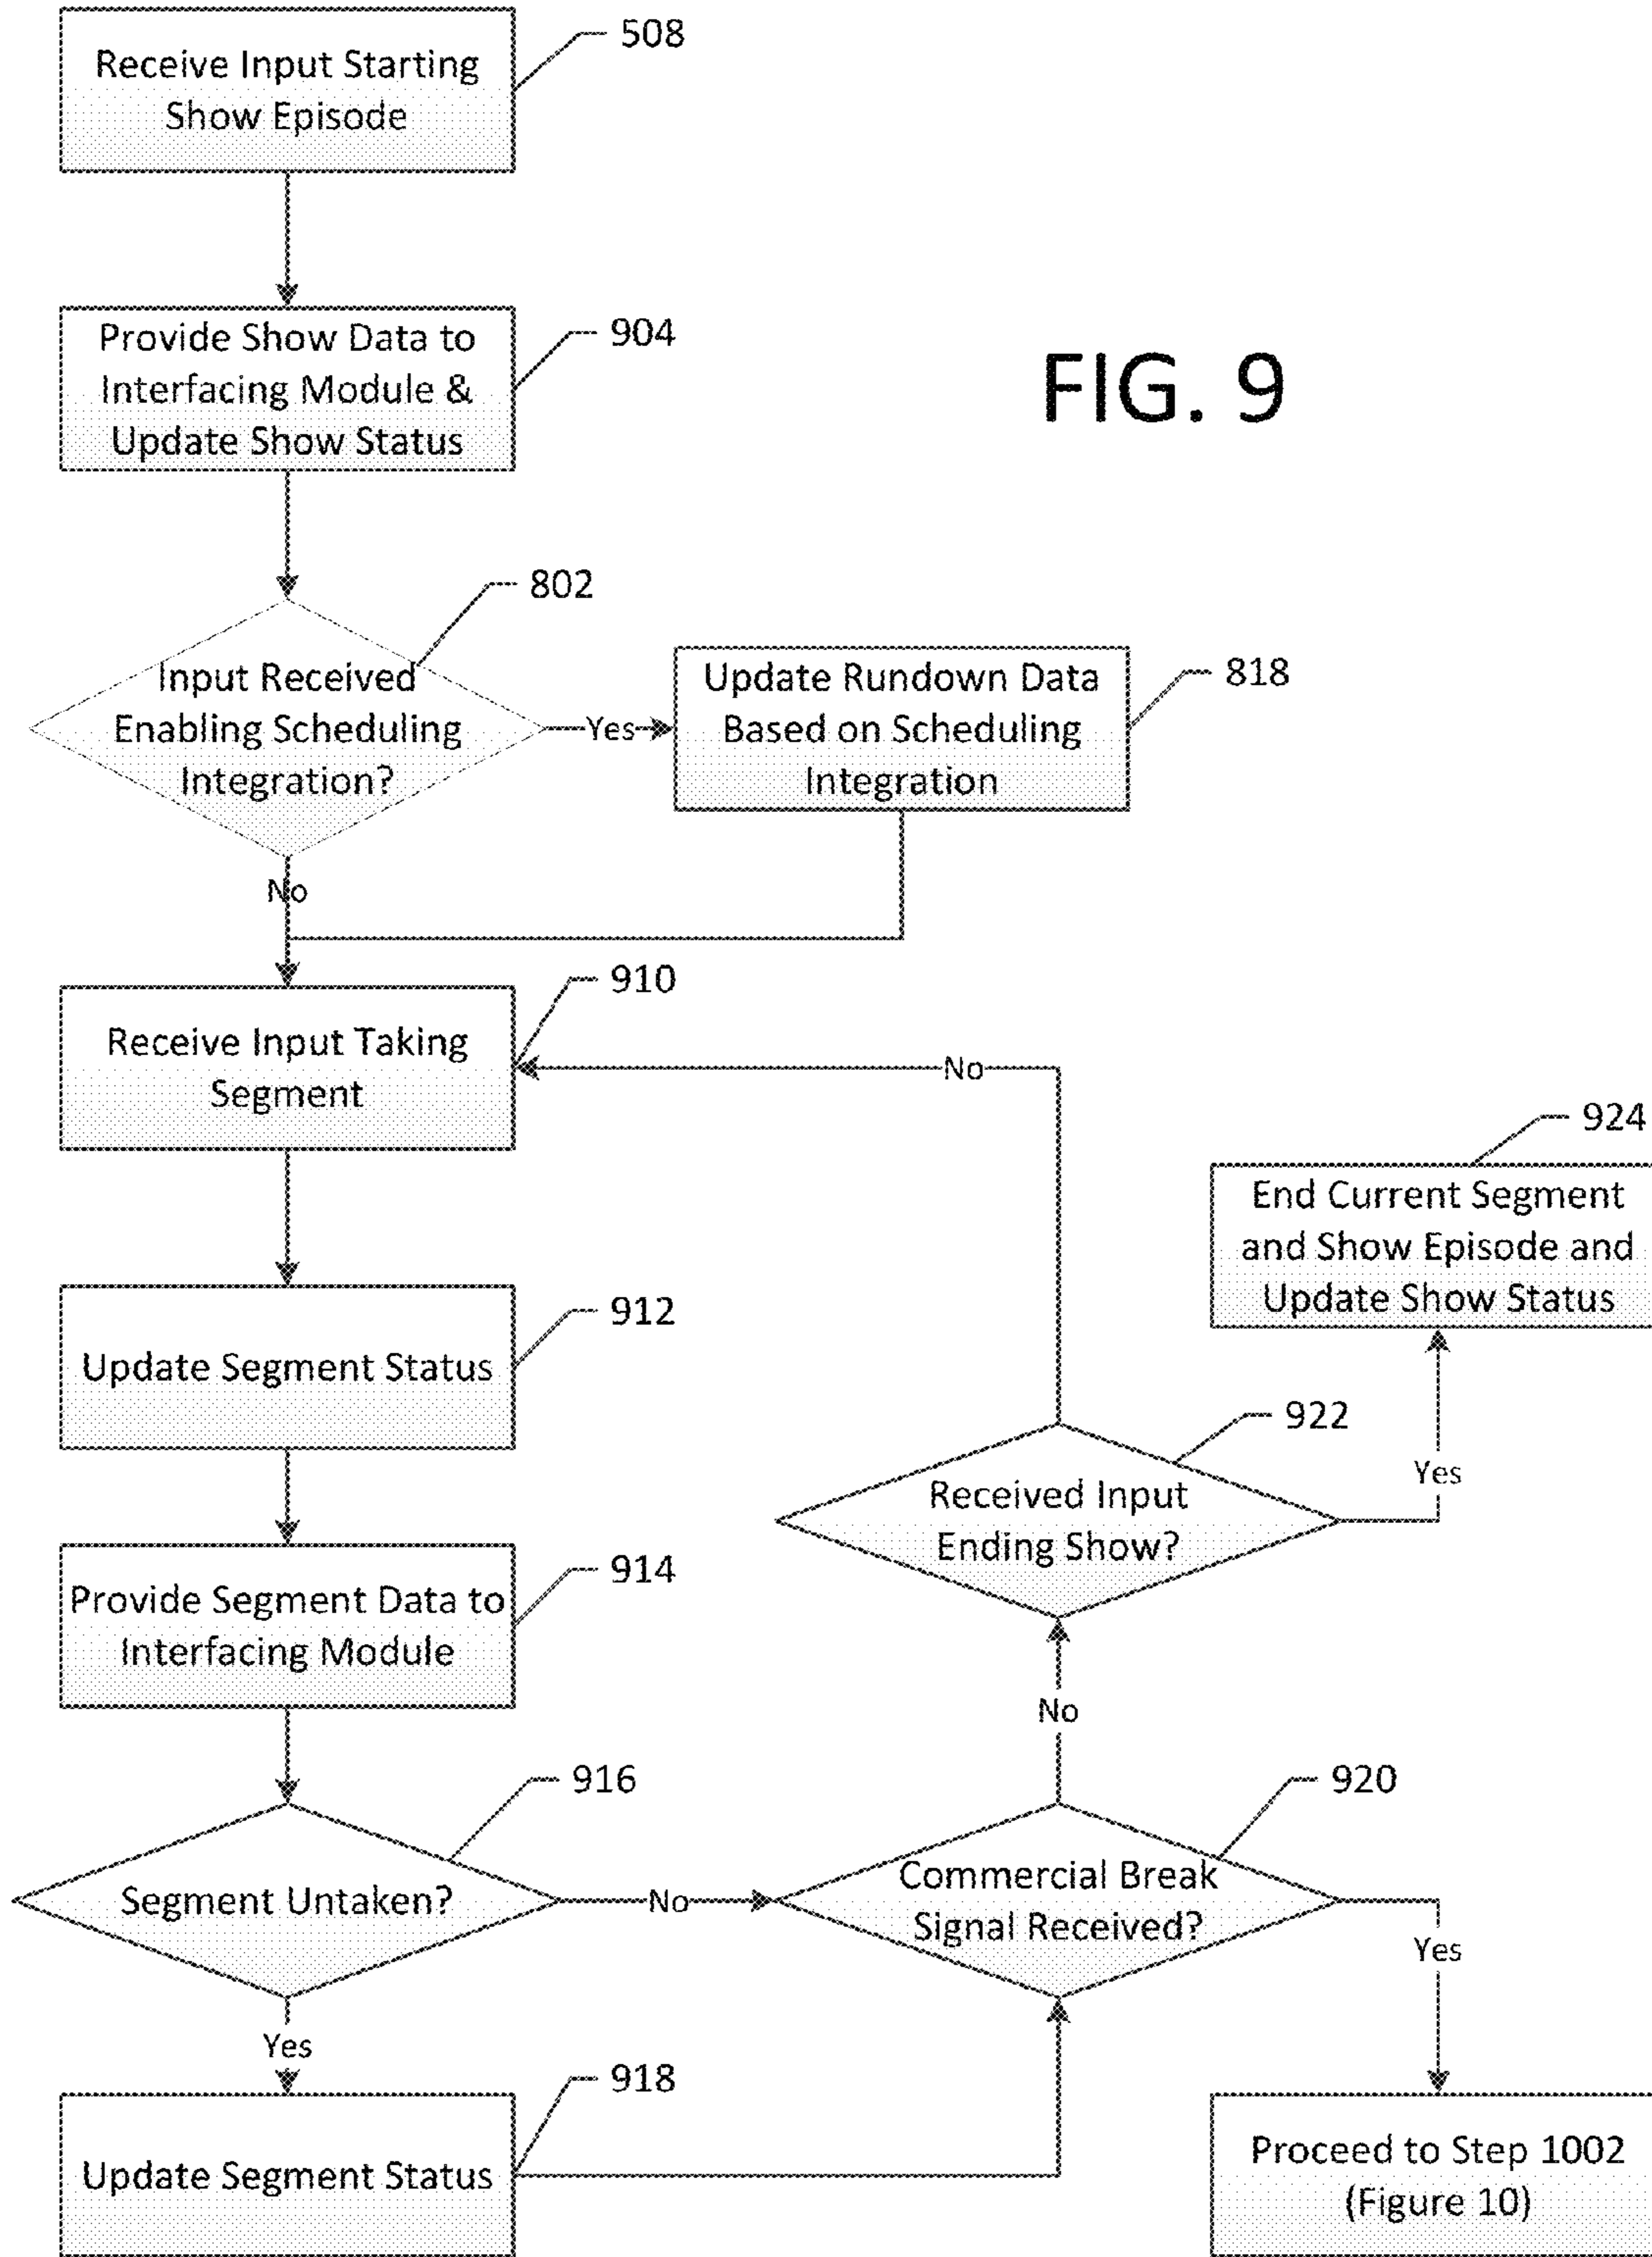 508
Receive Input Starting
Show Episode
904
Provide Show Data to
Interfacing Module &
Update Show Status
FIG. 9
802
Input Received
Enabling Scheduling
Integration?
Yes
818
Update Rundown Data
Based on Scheduling
Integration
No
910
Receive Input Taking
Segment
No
924
End Current Segment
and Show Episode and
Update Show Status
912
Update Segment Status
922
Received Input
Ending Show?
Yes
914
Provide Segment Data to
Interfacing Module
No
916
Segment Untaken?
No
920
Commercial Break
Signal Received?
Yes
Yes
918
Update Segment Status
Proceed to Step 1002
(Figure 10)